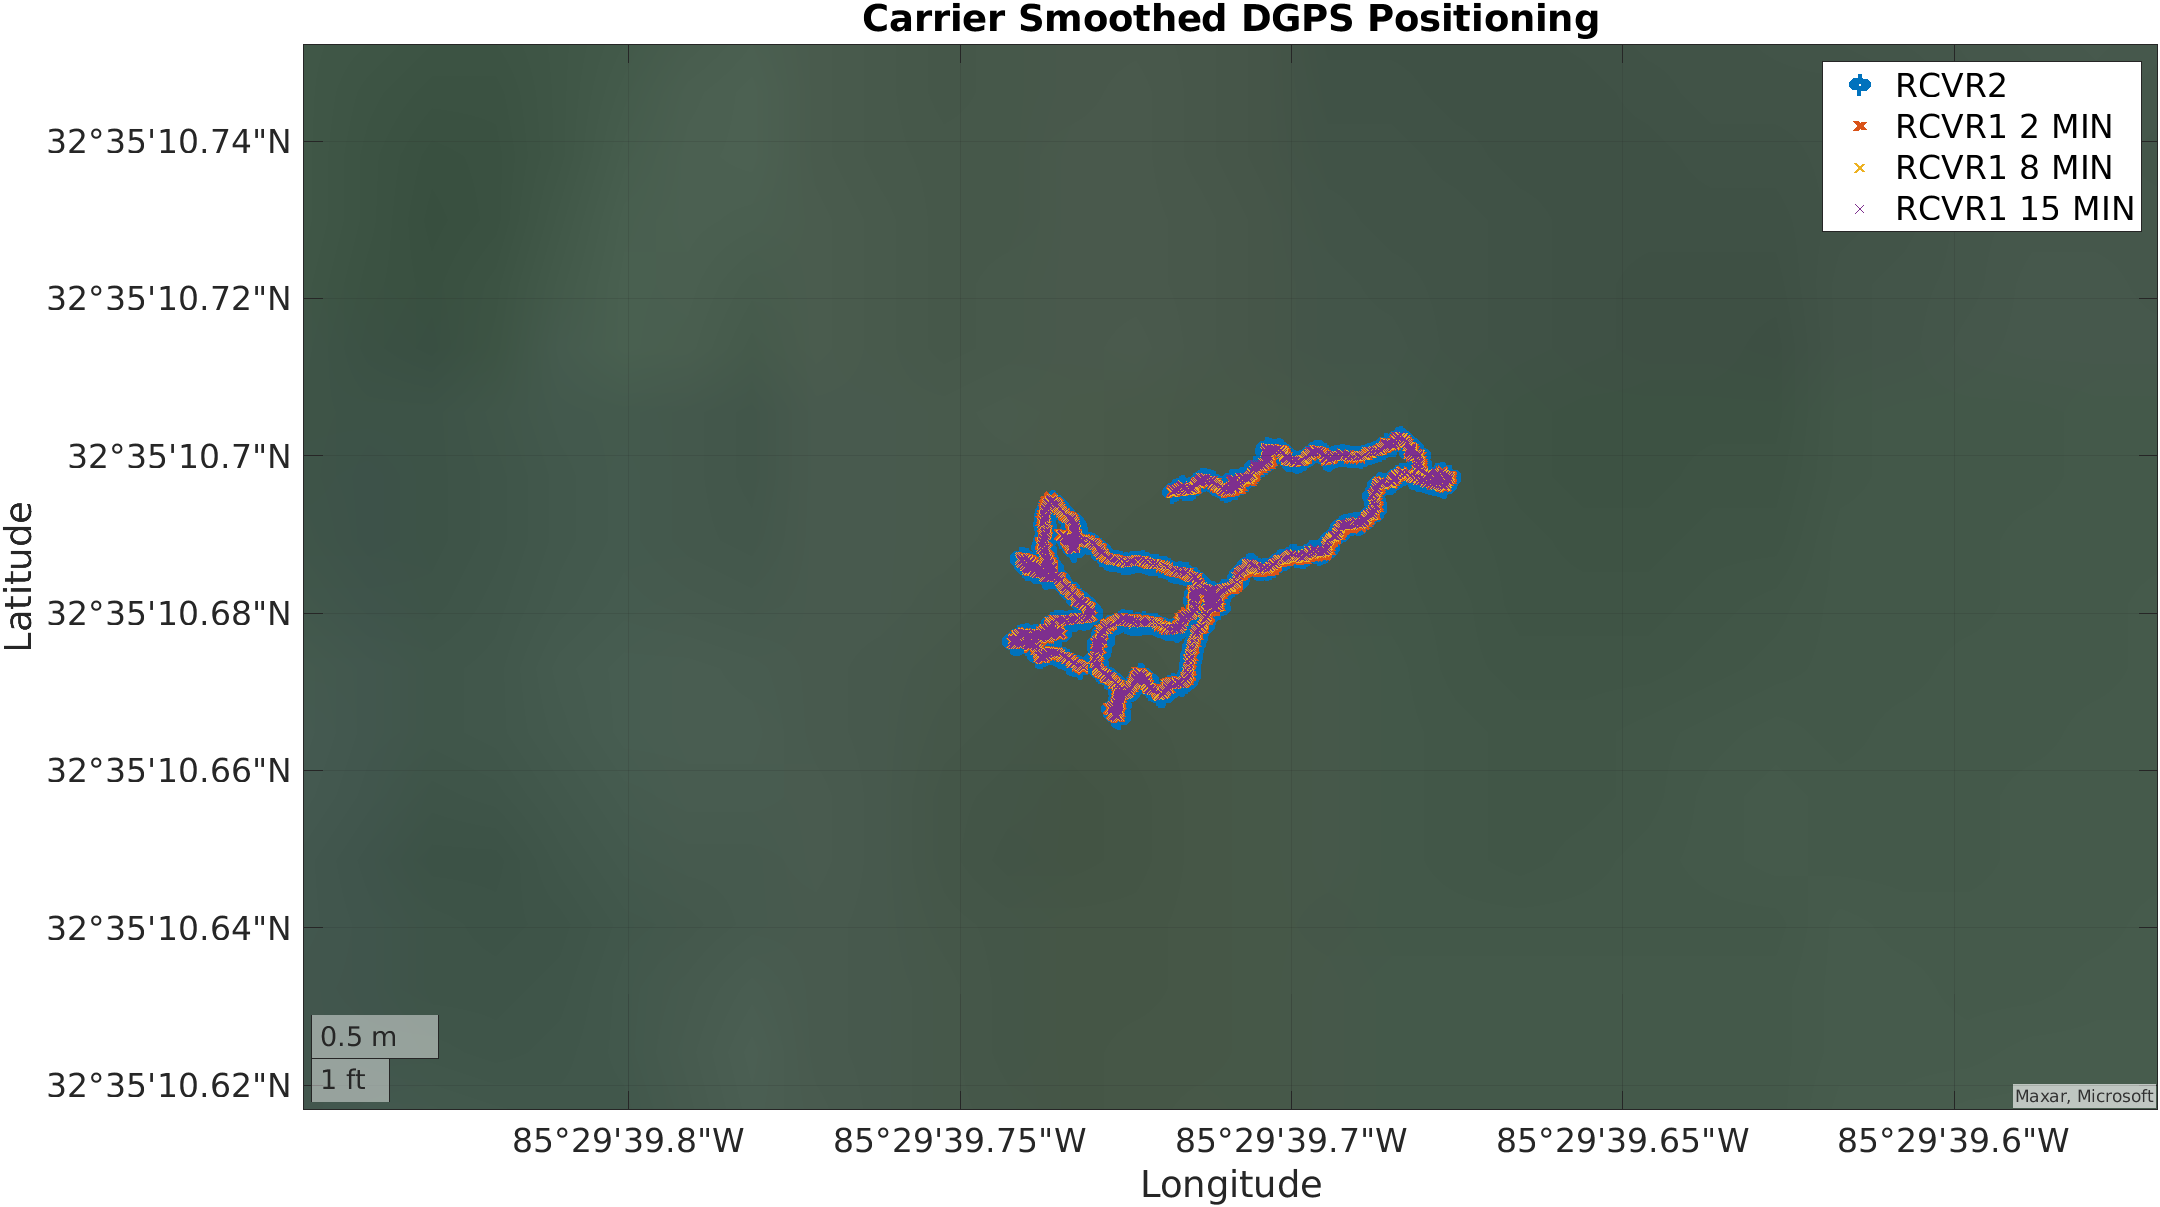 Carrier Smoothed DGPS Positioning
RCVR2
RCVR1 2 MIN
RCVR1 8 MIN
RCVR1 15 MIN
Latitude
32°35'10.74"N
32°35'10.72"N
32°35'10.7"N
32°35'10.68"N
32°35'10.66"N
32°35'10.64"N
32°35'10.62"N
0.5 m
1 ft
Maxar, Microsoft
85°29'39.8"W
85°29'39.75"W
85°29'39.7"W
85°29'39.65"W
85°29'39.6"W
Longitude